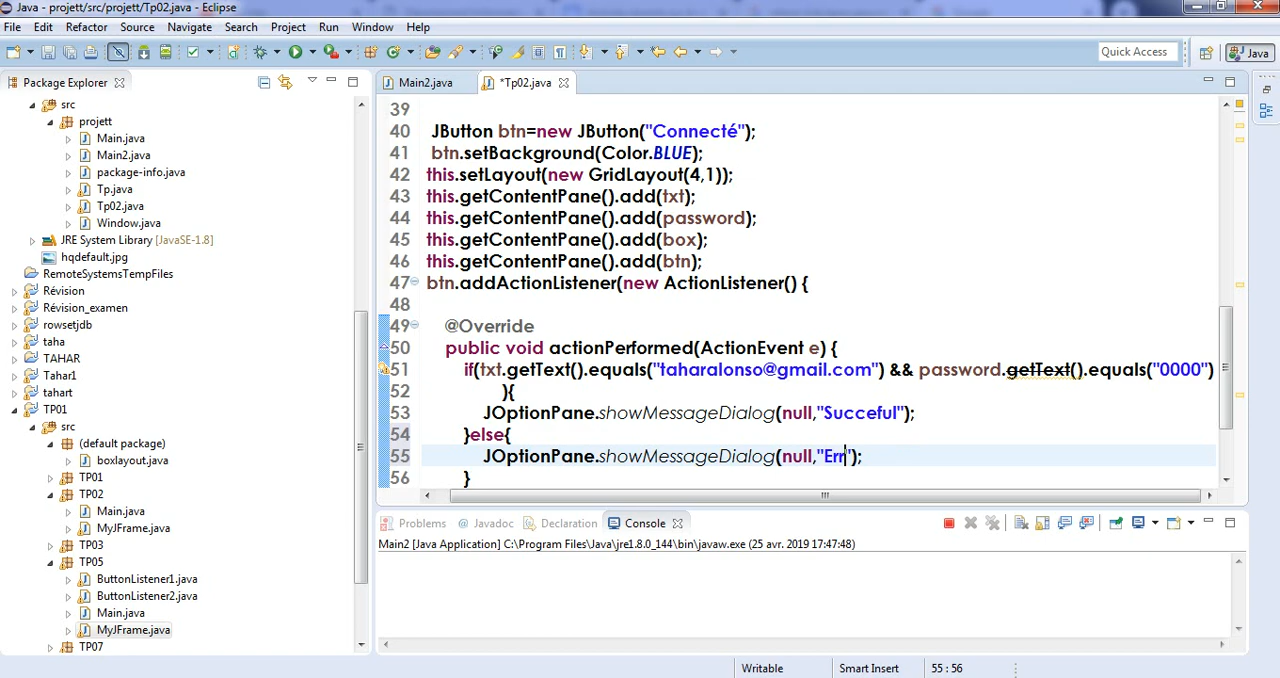 Java - projett/src/projett/Tp02.java - Eclipse
File Edit Refactor Source Navigate Search Project Run Window Help
Quick Access Java
Package Explorer
Main2.java *Tp02.java
src
projett
Main.java
Main2.java
package-info.java
Tp.java
Tp02.java
Window.java
JRE System Library [JavaSE-1.8]
hqdefault.jpg
RemoteSystemsTempFiles
Révision
Révision_examen
rowsetjdb
taha
TAHAR
Tahar1
tahart
TP01
src
(default package)
boxlayout.java
TP01
TP02
Main.java
MyJFrame.java
TP03
TP05
ButtonListener1.java
ButtonListener2.java
Main.java
MyJFrame.java
TP07
39
40 JButton btn=new JButton("Connecté");
41 btn.setBackground(Color.BLUE);
42 this.setLayout(new GridLayout(4,1));
43 this.getContentPane().add(txt);
44 this.getContentPane().add(password);
45 this.getContentPane().add(box);
46 this.getContentPane().add(btn);
47 btn.addActionListener(new ActionListener() {
48
49 @Override
50 public void actionPerformed(ActionEvent e) {
51 if(txt.getText().equals("taharalonso@gmail.com") && password.getText().equals("0000")
52 ){
53 JOptionPane.showMessageDialog(null,"Succeful");
54 }else{
55 JOptionPane.showMessageDialog(null,"Err");
56 }
Problems @ Javadoc Declaration Console
Main2 [Java Application] C:\Program Files\Java\jre1.8.0_144\bin\javaw.exe (25 avr. 2019 17:47:48)
Writable Smart Insert 55 : 56